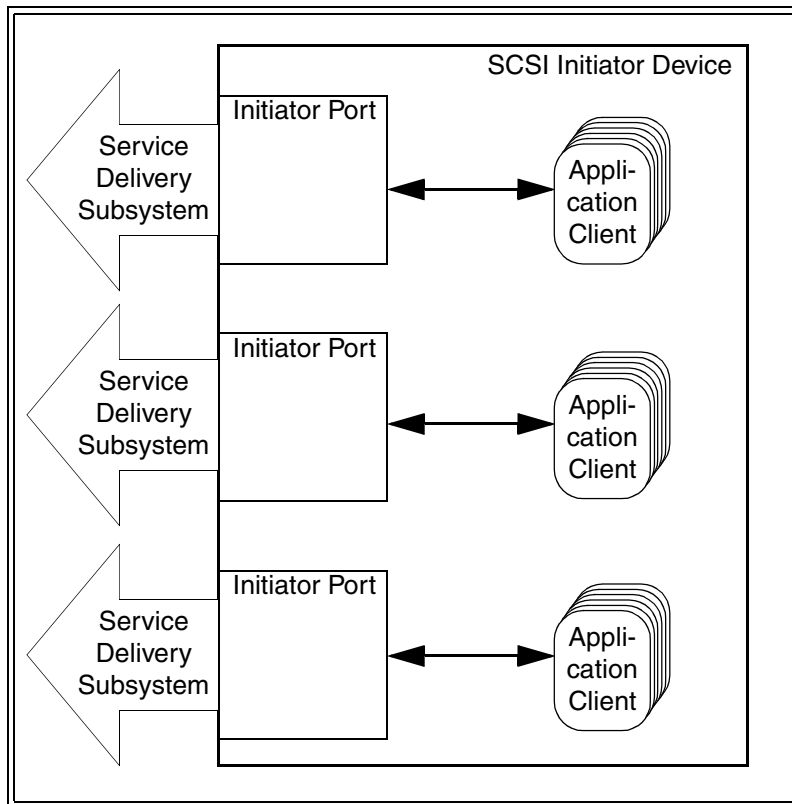 SCSI Initiator Device
Initiator Port
Service
Delivery
Subsystem
Appli-
cation
Client
Initiator Port
Service
Delivery
Subsystem
Appli-
cation
Client
Initiator Port
Service
Delivery
Subsystem
Appli-
cation
Client